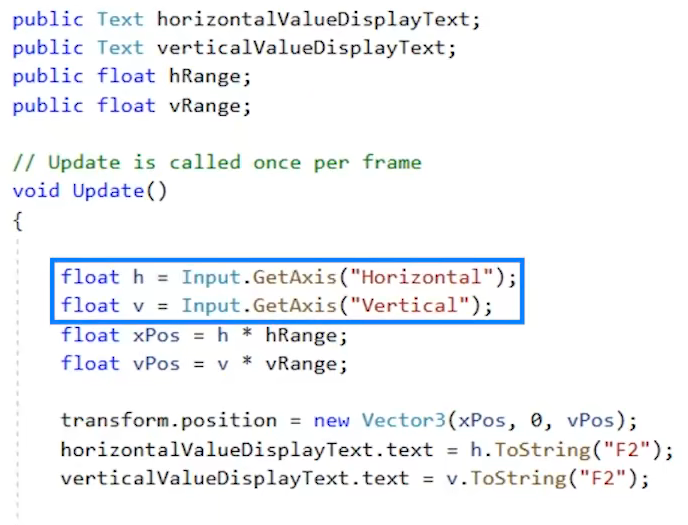 public Text horizontalValueDisplayText;
public Text verticalValueDisplayText;
public float hRange;
public float vRange;
// Update is called once per frame
void Update()
{
float h = Input.GetAxis("Horizontal");
float v = Input.GetAxis("Vertical");
float xPos = h * hRange;
float vPos = v * vRange;
transform.position = new Vector3(xPos, 0, vPos);
horizontalValueDisplayText.text = h.ToString("F2");
verticalValueDisplayText.text = v.ToString("F2");